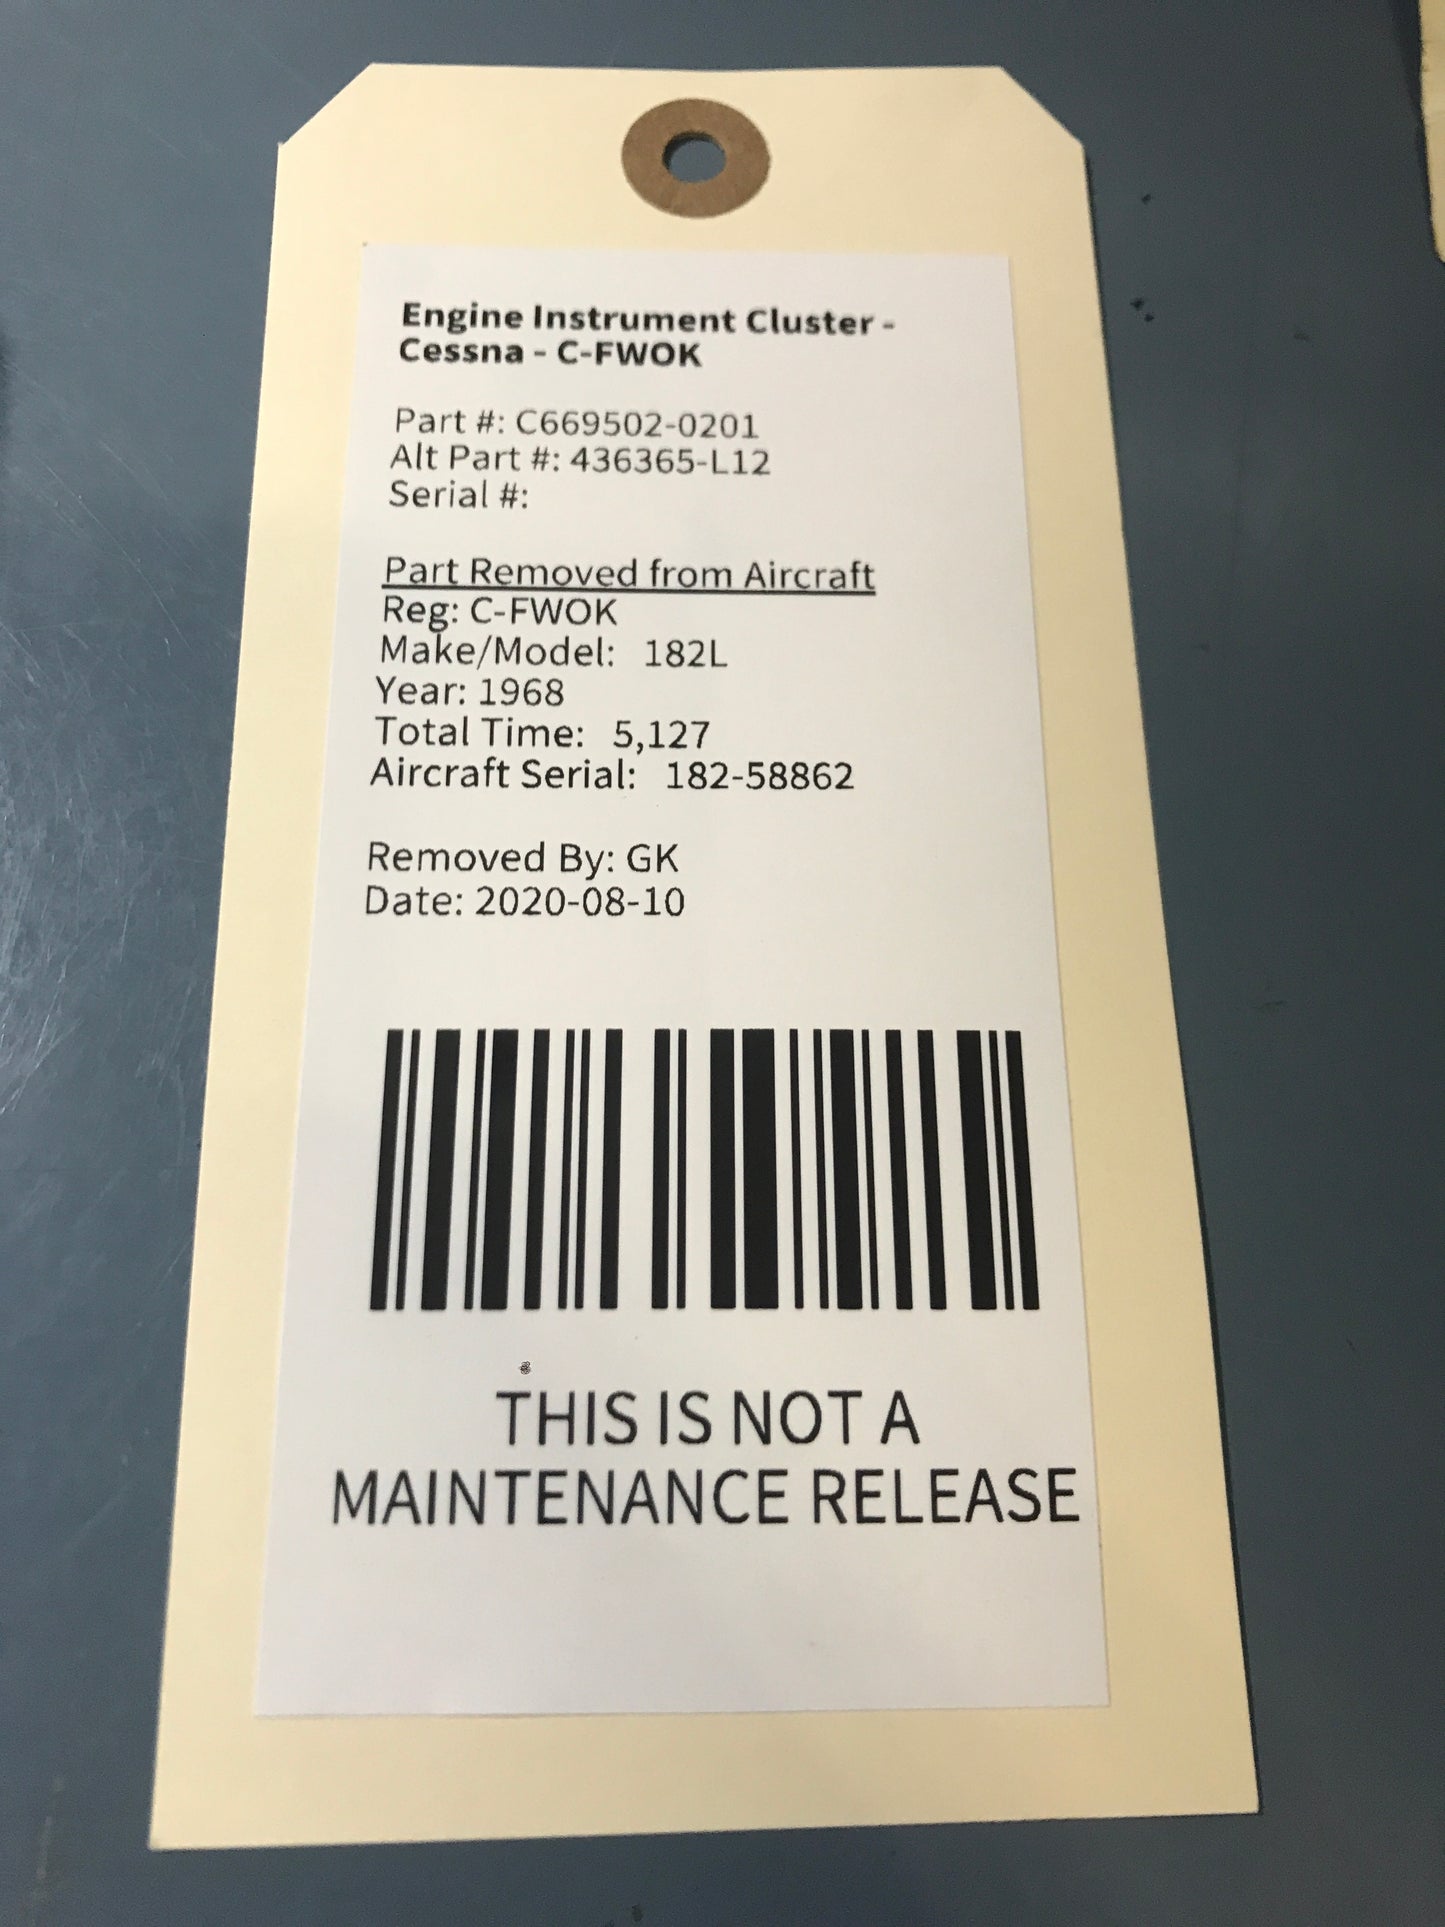 Engine Instrument Cluster -
Cessna - C-FWOK
Part #: C669502-0201
Alt Part #: 436365-L12
Serial #:
Part Removed from Aircraft
Reg: C-FWOK
Make/Model: 182L
Year: 1968
Total Time: 5,127
Aircraft Serial: 182-58862
Removed By: GK
Date: 2020-08-10
THIS IS NOT A
MAINTENANCE RELEASE